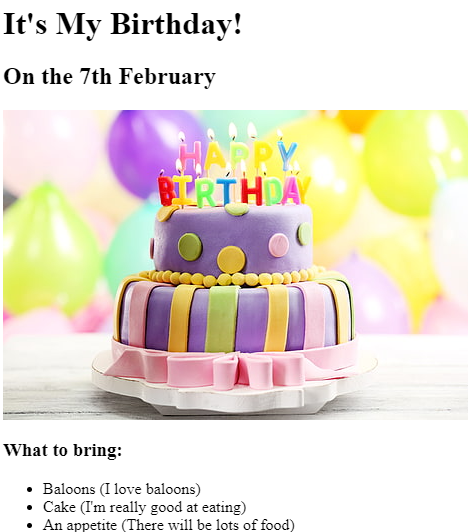 It's My Birthday!
On the 7th February
HAPPY
BIRTHDAY
What to bring:
Baloons (I love baloons)
Cake (I'm really good at eating)
An appetite (There will be lots of food)